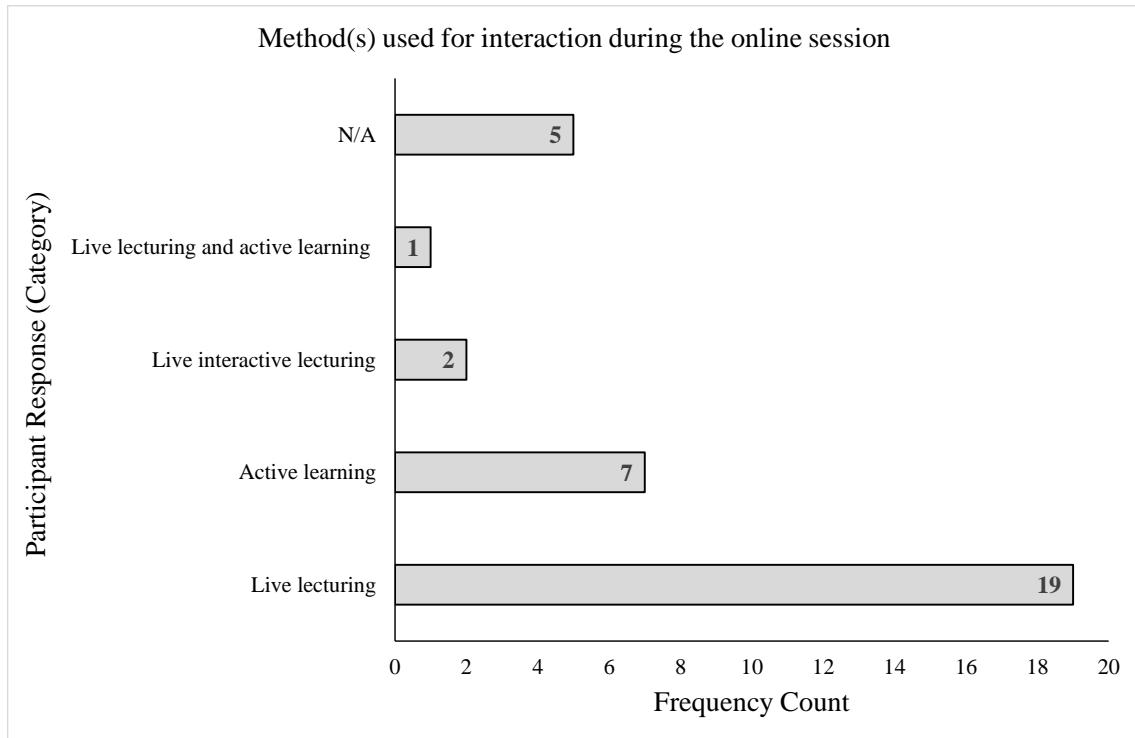 Method(s) used for interaction during the online session
Participant Response (Category)
N/A
5
Live lecturing and active learning
1
Live interactive lecturing
2
Active learning
7
Live lecturing
19
0 2 4 6 8 10 12 14 16 18 20
Frequency Count